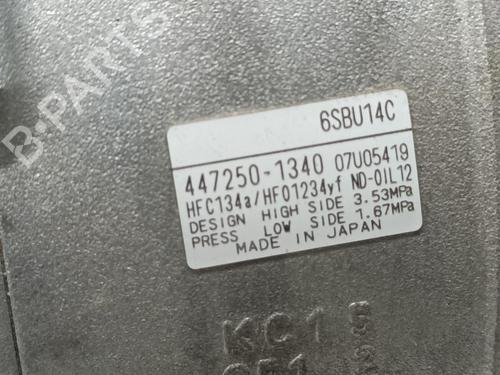 B-PARTS
6SBU14C
447250-1340 07U05419
HFC134a/HFO1234yf ND-OIL12
DESIGN HIGH SIDE 3.53MPa
PRESS LOW SIDE 1.67MPa
MADE IN JAPAN
KC1